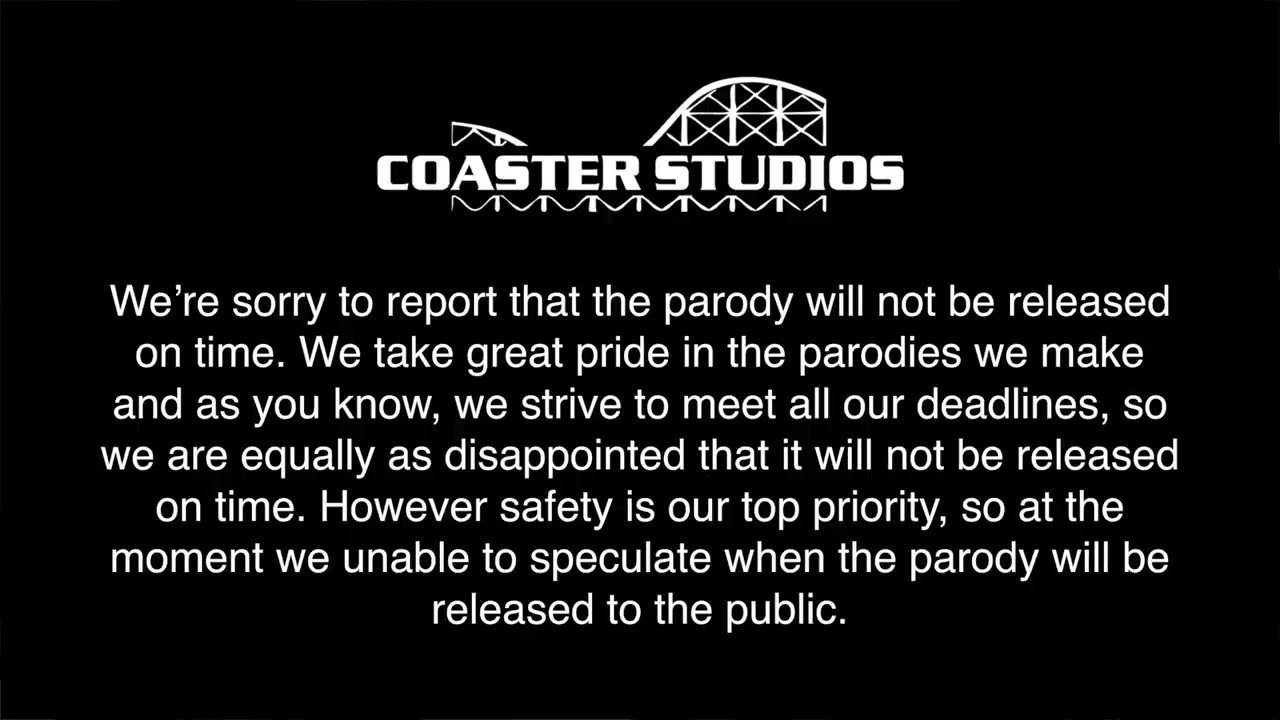 COASTER STUDIOS
We’re sorry to report that the parody will not be released
on time. We take great pride in the parodies we make
and as you know, we strive to meet all our deadlines, so
we are equally as disappointed that it will not be released
on time. However safety is our top priority, so at the
moment we unable to speculate when the parody will be
released to the public.